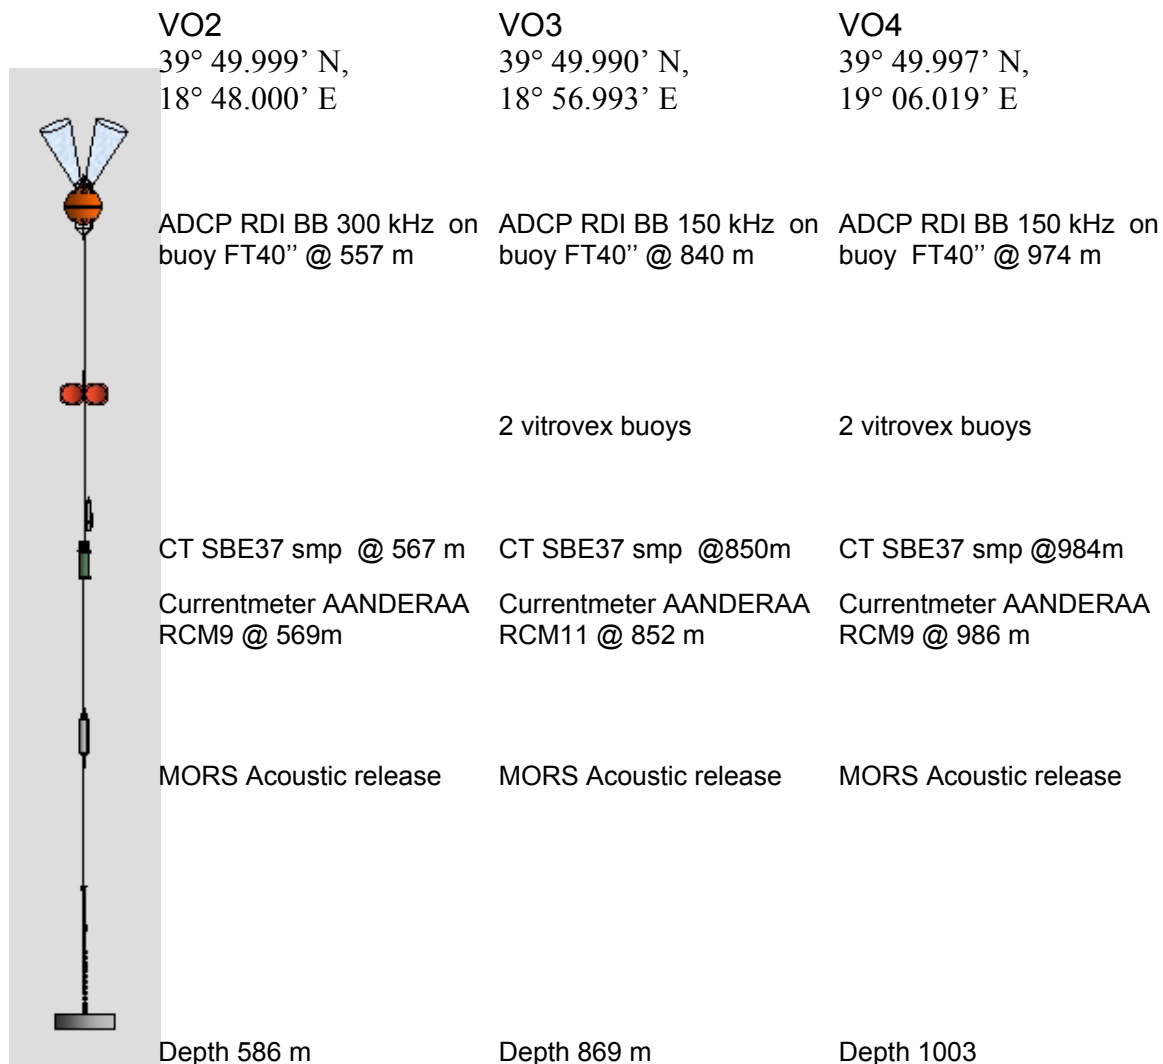 VO2
39° 49.999’ N,
18° 48.000’ E
ADCP RDI BB 300 kHz on
buoy FT40’’ @ 557 m
CT SBE37 smp @ 567 m
Currentmeter AANDERAA
RCM9 @ 569m
MORS Acoustic release
Depth 586 m
VO3
39° 49.990’ N,
18° 56.993’ E
ADCP RDI BB 150 kHz on
buoy FT40’’ @ 840 m
2 vitrovex buoys
CT SBE37 smp @850m
Currentmeter AANDERAA
RCM11 @ 852 m
MORS Acoustic release
Depth 869 m
VO4
39° 49.997’ N,
19° 06.019’ E
ADCP RDI BB 150 kHz on
buoy FT40’’ @ 974 m
2 vitrovex buoys
CT SBE37 smp @984m
Currentmeter AANDERAA
RCM9 @ 986 m
MORS Acoustic release
Depth 1003